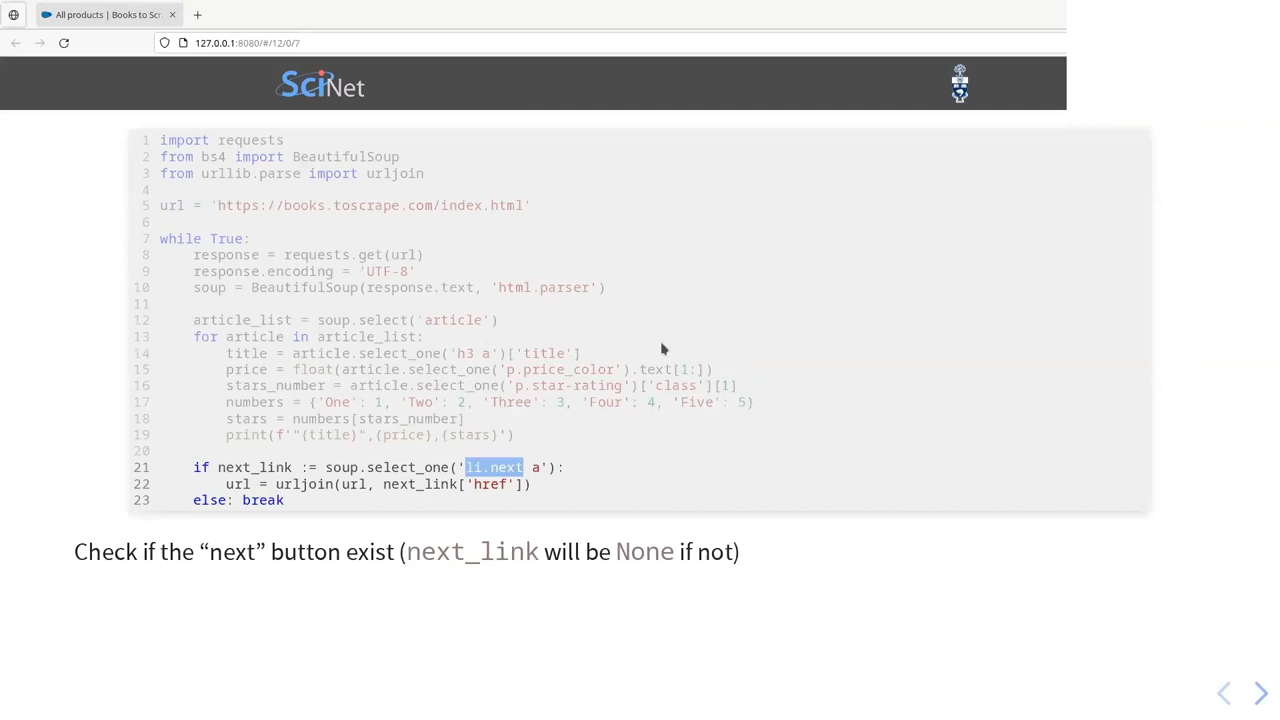 All products | Books to Scr
127.0.0.1:8080/#/12/0/7
SciNet
1 import requests
2 from bs4 import BeautifulSoup
3 from urllib.parse import urljoin
4
5 url = 'https://books.toscrape.com/index.html'
6
7 while True:
8     response = requests.get(url)
9     response.encoding = 'UTF-8'
10     soup = BeautifulSoup(response.text, 'html.parser')
11
12     article_list = soup.select('article')
13     for article in article_list:
14         title = article.select_one('h3 a')['title']
15         price = float(article.select_one('p.price_color').text[1:])
16         stars_number = article.select_one('p.star-rating')['class'][1]
17         numbers = {'One': 1, 'Two': 2, 'Three': 3, 'Four': 4, 'Five': 5}
18         stars = numbers[stars_number]
19         print(f'"{title}",{price},{stars}')
20
21     if next_link := soup.select_one('li.next a'):
22         url = urljoin(url, next_link['href'])
23     else: break
Check if the “next” button exist (next_link will be None if not)